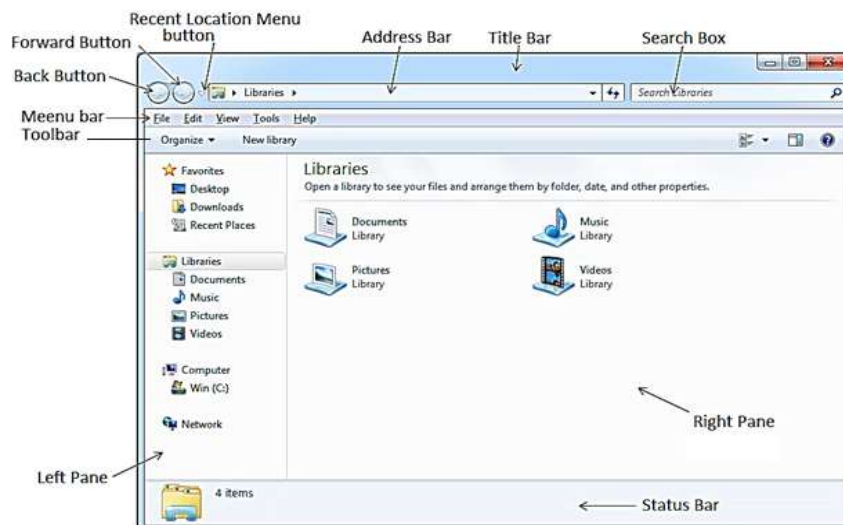 Recent Location Menu
button
Forward Button
Back Button
Address Bar
Title Bar
Search Box
Libraries
Search Libraries
Meenu bar
File Edit View Tools Help
Toolbar
Organize New library
Favorites
Desktop
Downloads
Recent Places
Libraries
Documents
Music
Pictures
Videos
Computer
Win (C:)
Network
Libraries
Open a library to see your files and arrange them by folder, date, and other properties.
Documents
Library
Music
Library
Pictures
Library
Videos
Library
Right Pane
Left Pane
4 items
Status Bar